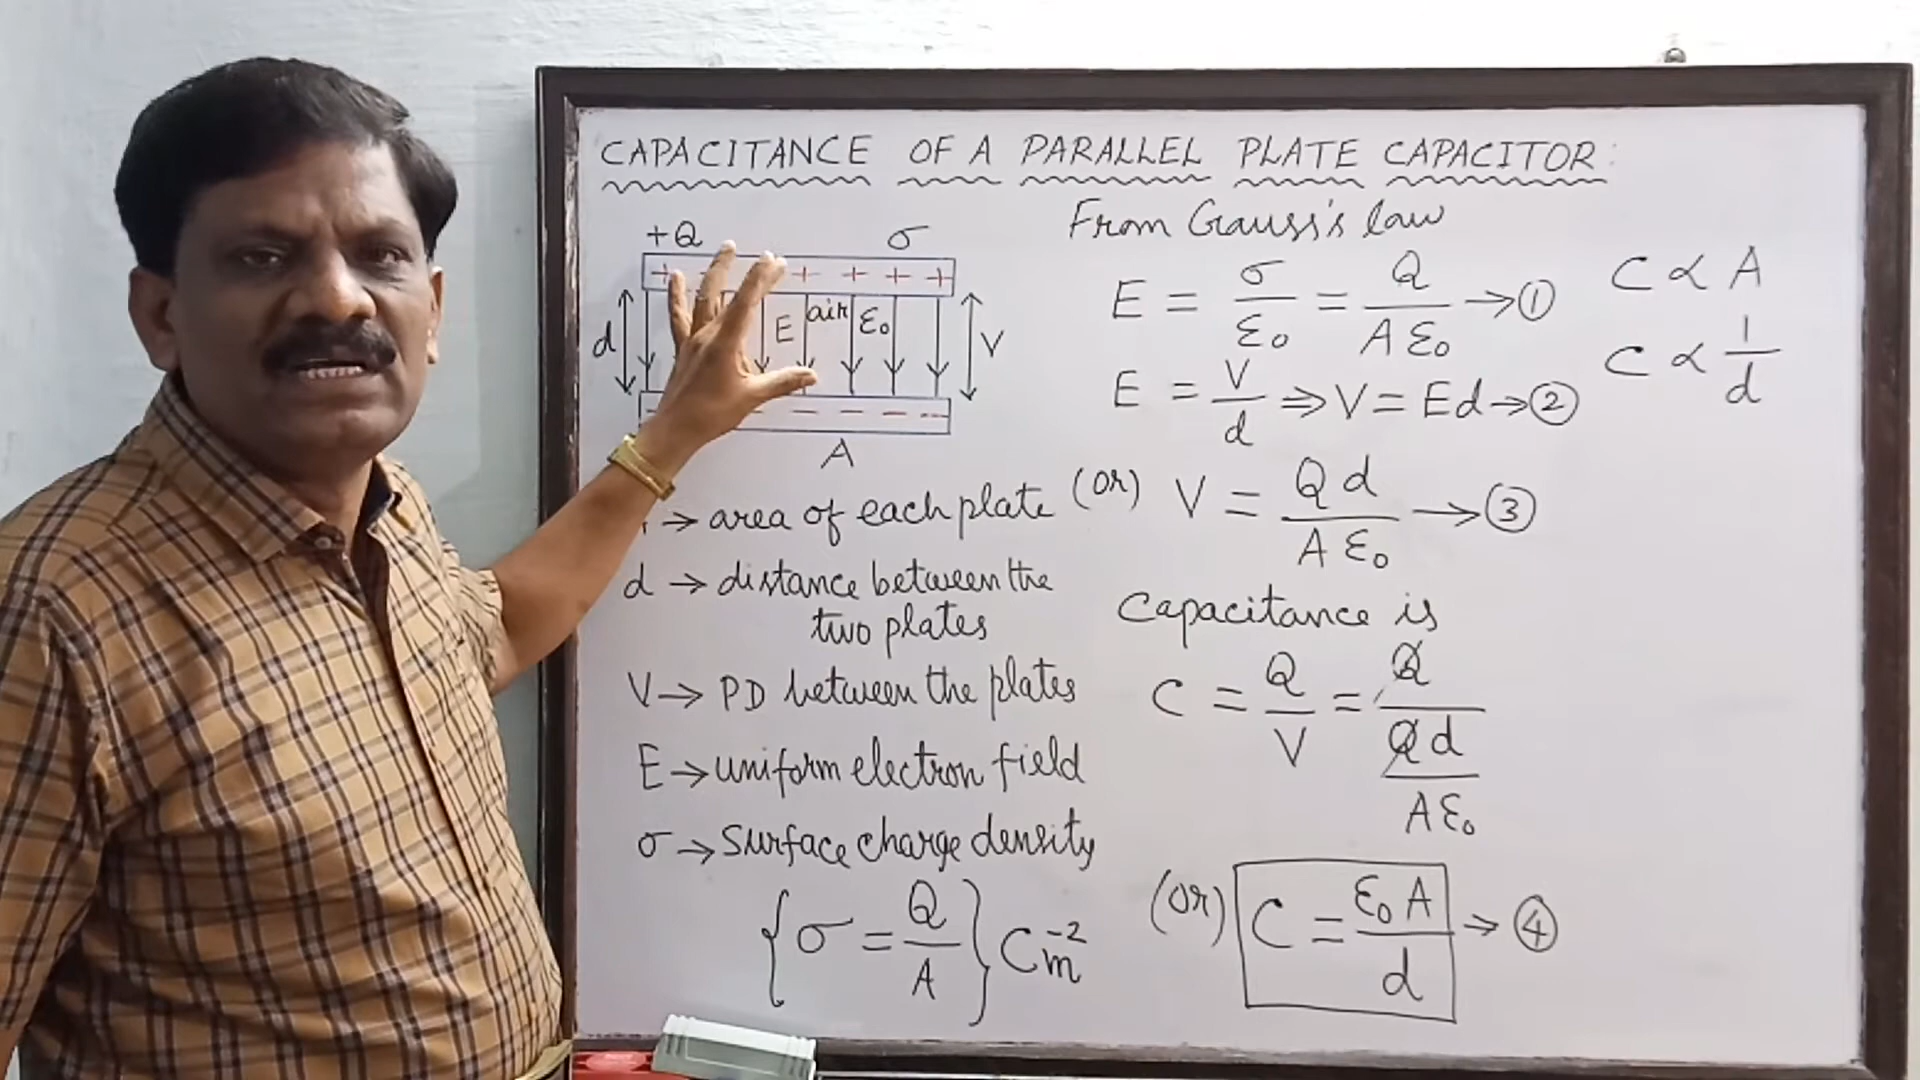 CAPACITANCE OF A PARALLEL PLATE CAPACITOR:
+Q σ
+ + + + +
d E air ε₀ V
- - - - ---
A
→ area of each plate
d → distance between the
two plates
V → PD between the plates
E → uniform electron field
σ → Surface charge density
{σ = Q/A} Cm⁻²
From Gauss's law
E = σ/ε₀ = Q/Aε₀ → ①
E = V/d ⇒ V = Ed → ②
(or) V = Qd/Aε₀ → ③
Capacitance is
C = Q/V = Q/(Qd/Aε₀)
(or) C = ε₀A/d → ④
C ∝ A
C ∝ 1/d